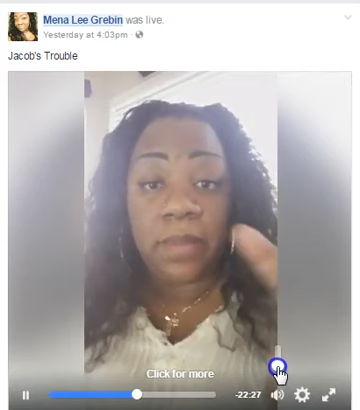 Mena Lee Grebin was live.
Yesterday at 4:03pm ·
Jacob's Trouble
Click for more
-22:27